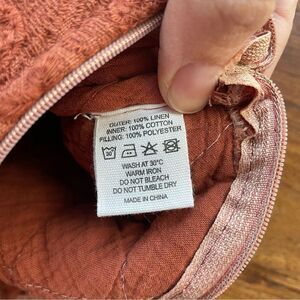 OUTER: 100% LINEN
INNER: 100% COTTON
FILLING: 100% POLYESTER
WASH AT 30°C
WARM IRON
DO NOT BLEACH
DO NOT TUMBLE DRY
MADE IN CHINA